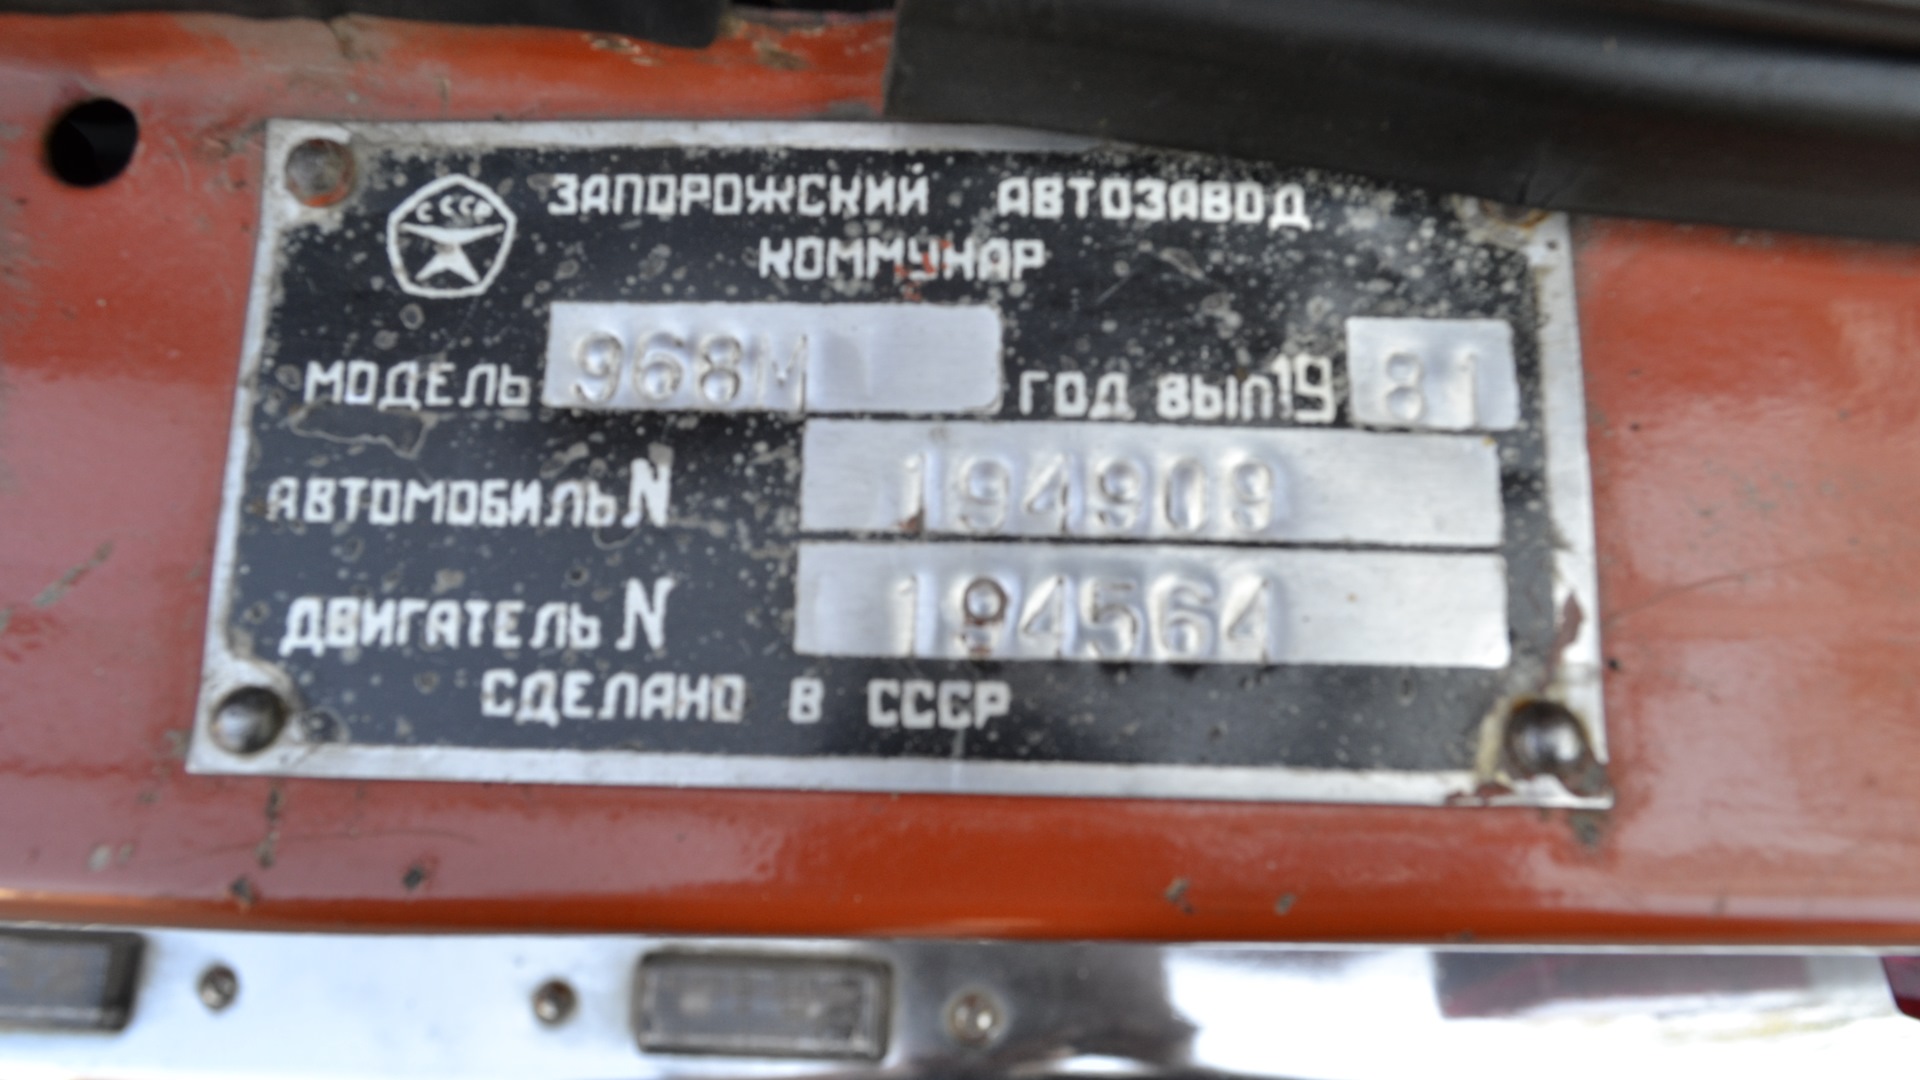 СССР
ЗАПОРОЖСКИЙ АВТОЗАВОД
КОММУНАР
МОДЕЛЬ 968М ГОД ВЫП 19 81
АВТОМОБИЛЬ N 194909
ДВИГАТЕЛЬ N 194564
СДЕЛАНО В СССР